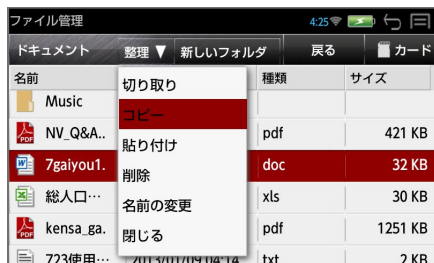 ファイル管理 4:25
ドキュメント 整理 ▼ 新しいフォルダ 戻る カード
名前 種類 サイズ
切り取り
コピー
貼り付け
削除
名前の変更
閉じる
Music
NV_Q&A.. pdf 421 KB
7gaiyou1. doc 32 KB
総人口… xls 30 KB
kensa_ga. pdf 1251 KB
723使用… 2013/01/09 04:14 txt 2 KB